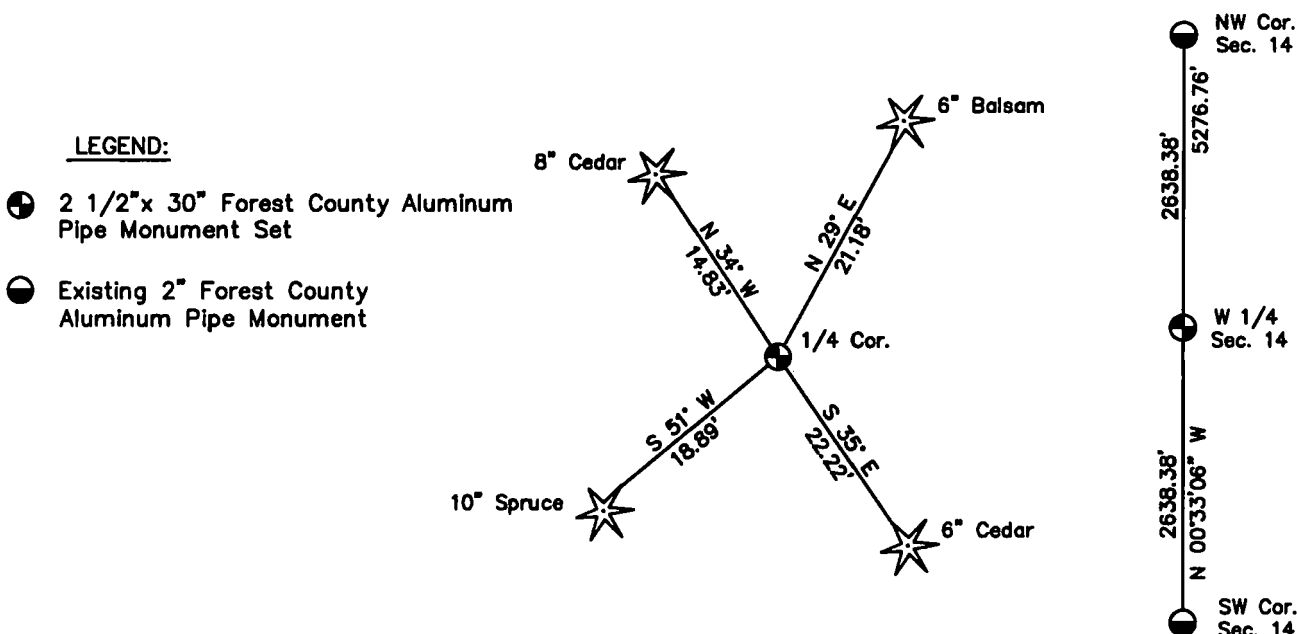 LEGEND:
2 1/2"x 30" Forest County Aluminum
Pipe Monument Set
Existing 2" Forest County
Aluminum Pipe Monument
8" Cedar
6" Balsam
N 34° W
14.83'
N 29° E
21.18'
1/4 Cor.
S 51° W
18.89'
S 35° E
22.22'
10" Spruce
6" Cedar
NW Cor.
Sec. 14
5276.76'
2638.38'
W 1/4
Sec. 14
2638.38'
N 00°33'06" W
SW Cor.
Sec. 14